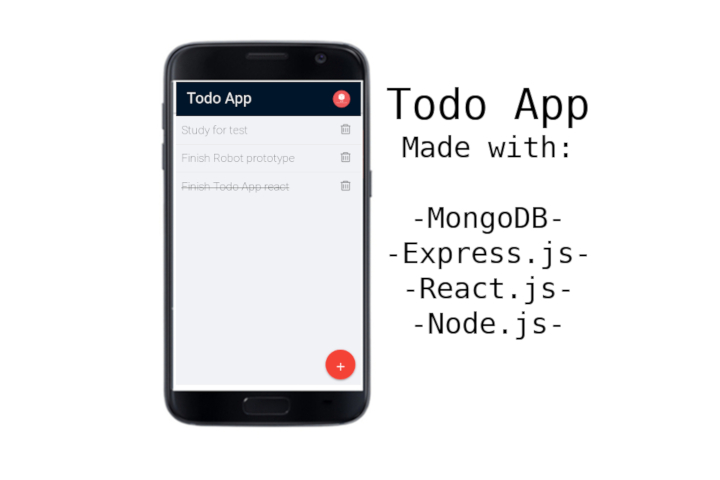 Todo App
Study for test
Finish Robot prototype
Finish Todo App react
+
Todo App
Made with:
-MongoDB-
-Express.js-
-React.js-
-Node.js-